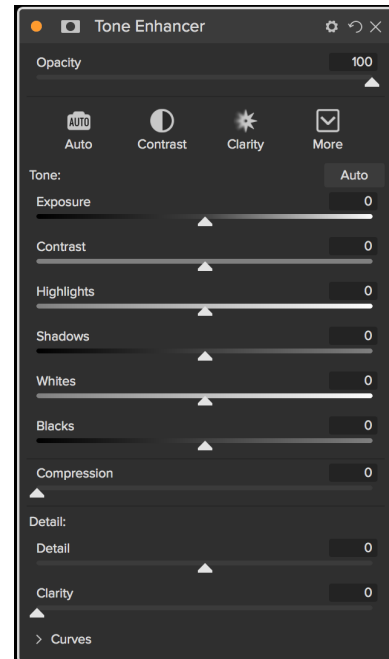 Tone Enhancer
Opacity 100
AUTO
Auto Contrast Clarity More
Tone: Auto
Exposure 0
Contrast 0
Highlights 0
Shadows 0
Whites 0
Blacks 0
Compression 0
Detail:
Detail 0
Clarity 0
> Curves